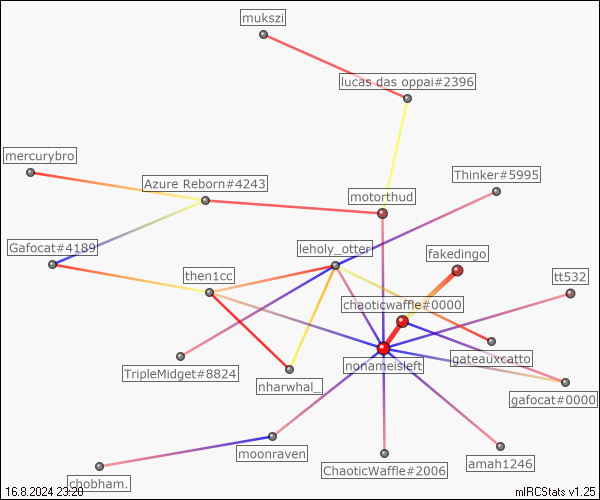 mukszi
lucas das oppai#2396
mercurybro
Azure Reborn#4243
Thinker#5995
motorthud
Gafocat#4189
leholy_otter
fakedingo
then1cc
tt532
chaoticwaffle#0000
nonameisleft
gateauxcatto
TripleMidget#8824
nharwhal_
gafocat#0000
moonraven
ChaoticWaffle#2006
amah1246
chobham.
16.8.2024 23:20
mIRCStats v1.25